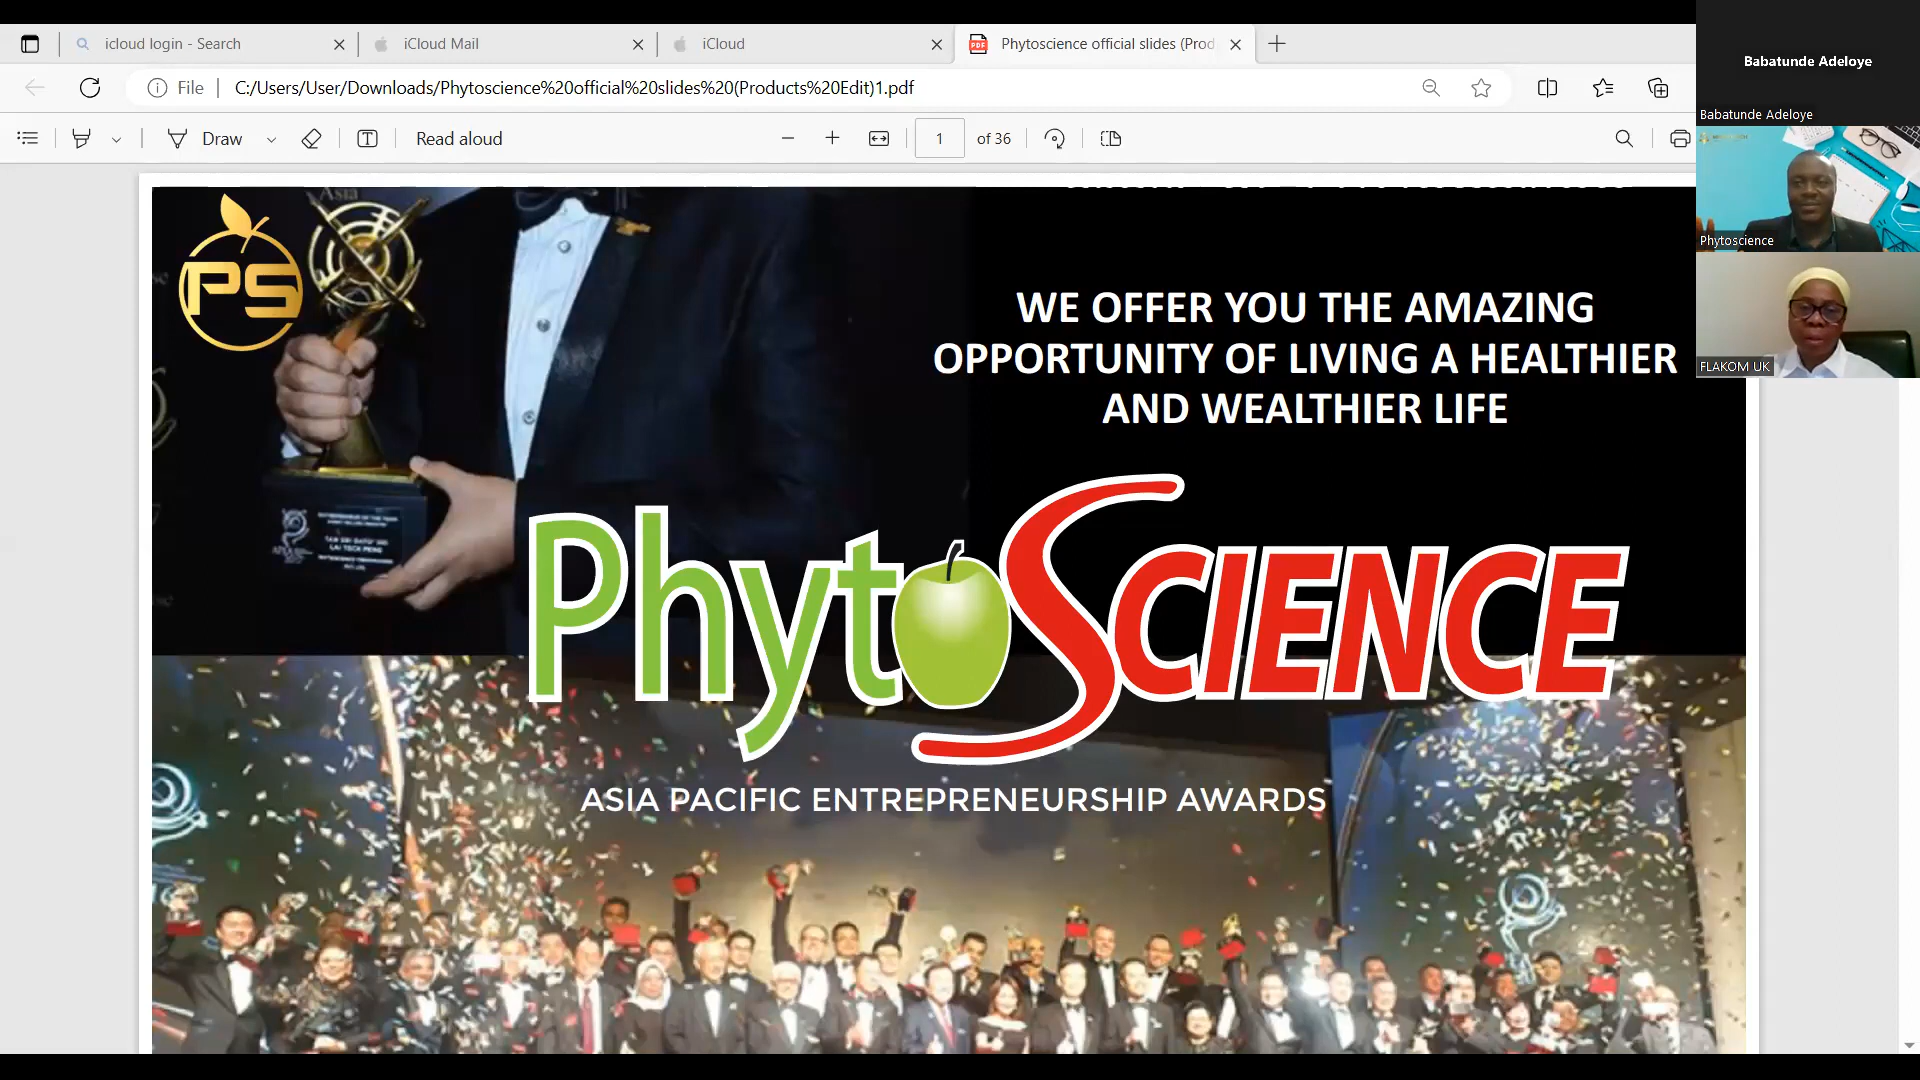 icloud login - Search
iCloud Mail
iCloud
Phytoscience official slides (Prod
File
C:/Users/User/Downloads/Phytoscience%20official%20slides%20(Products%20Edit)1.pdf
Draw
Read aloud
1
of 36
Babatunde Adeloye
Babatunde Adeloye
Phytoscience
FLAKOM UK
Asia
PS
WE OFFER YOU THE AMAZING
OPPORTUNITY OF LIVING A HEALTHIER
AND WEALTHIER LIFE
PhytoSCIENCE
ASIA PACIFIC ENTREPRENEURSHIP AWARDS